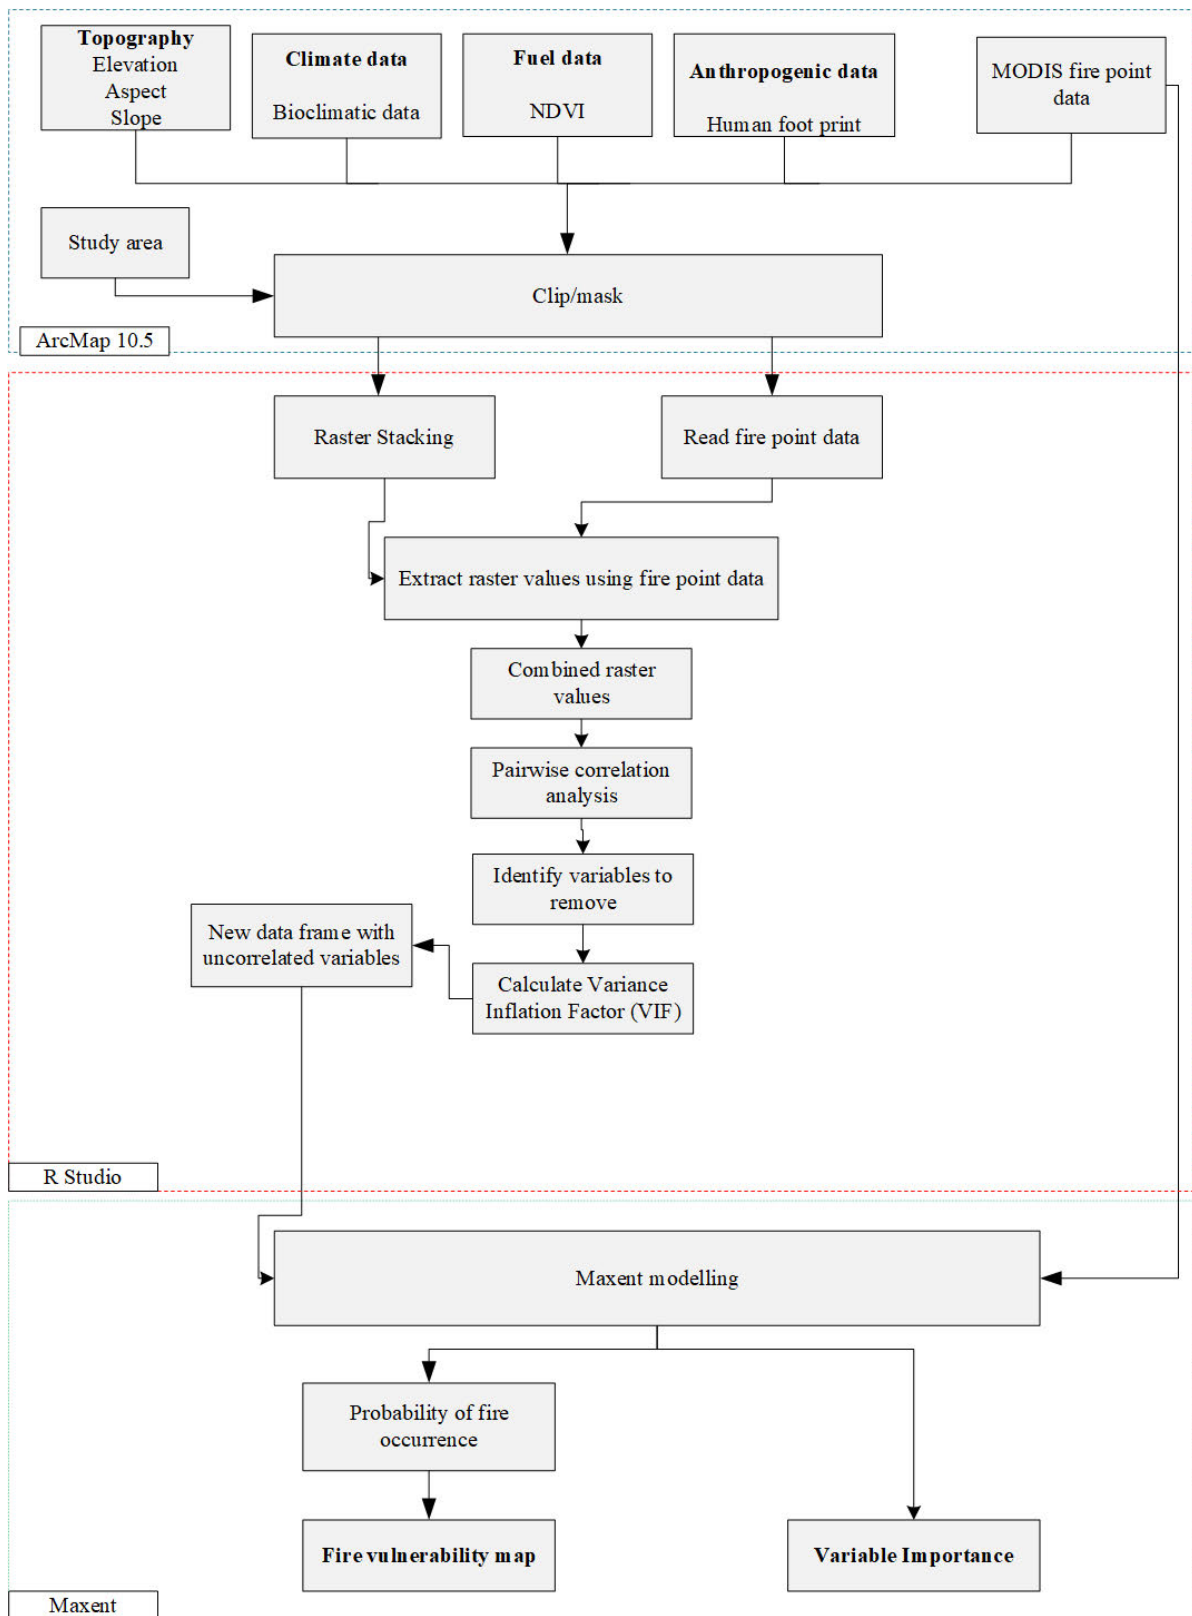 Topography
Elevation
Aspect
Slope
Climate data
Bioclimatic data
Fuel data
NDVI
Anthropogenic data
Human foot print
MODIS fire point
data
Study area
Clip/mask
ArcMap 10.5
Raster Stacking
Read fire point data
Extract raster values using fire point data
Combined raster
values
Pairwise correlation
analysis
Identify variables to
remove
New data frame with
uncorrelated variables
Calculate Variance
Inflation Factor (VIF)
R Studio
Maxent modelling
Probability of fire
occurrence
Fire vulnerability map
Variable Importance
Maxent